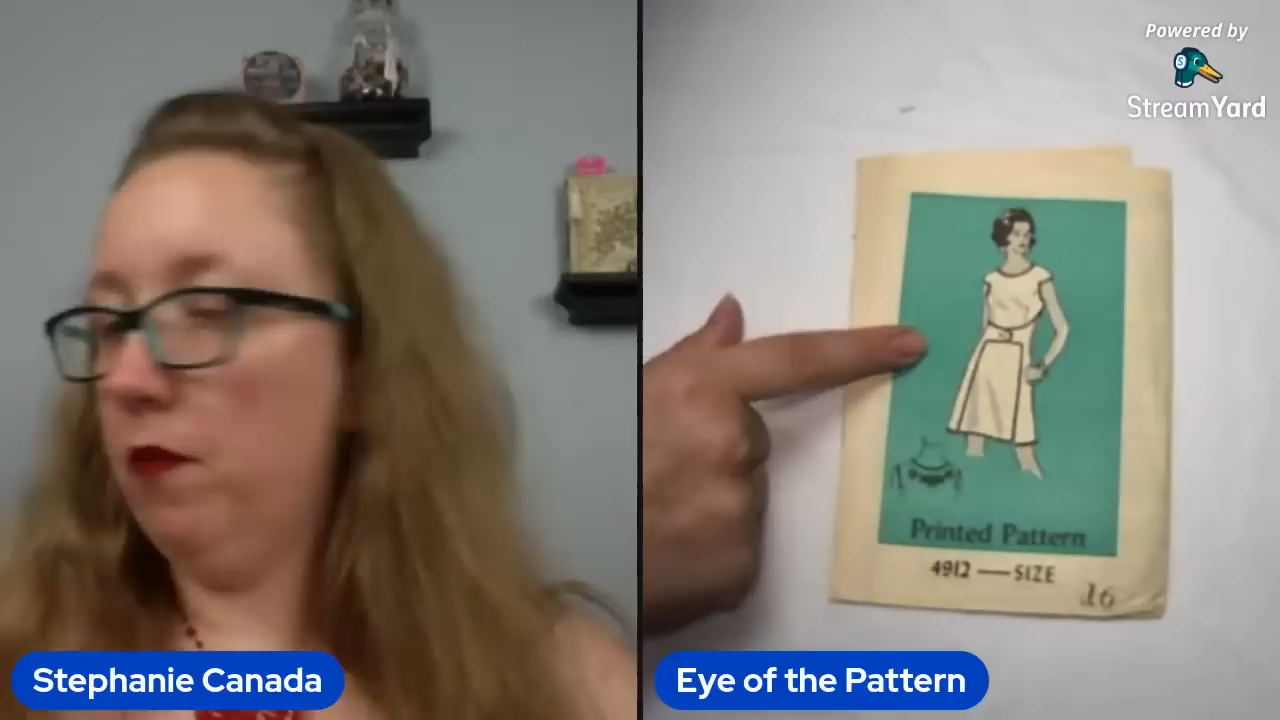 Powered by
StreamYard
Printed Pattern
4912 — SIZE
16
Stephanie Canada
Eye of the Pattern